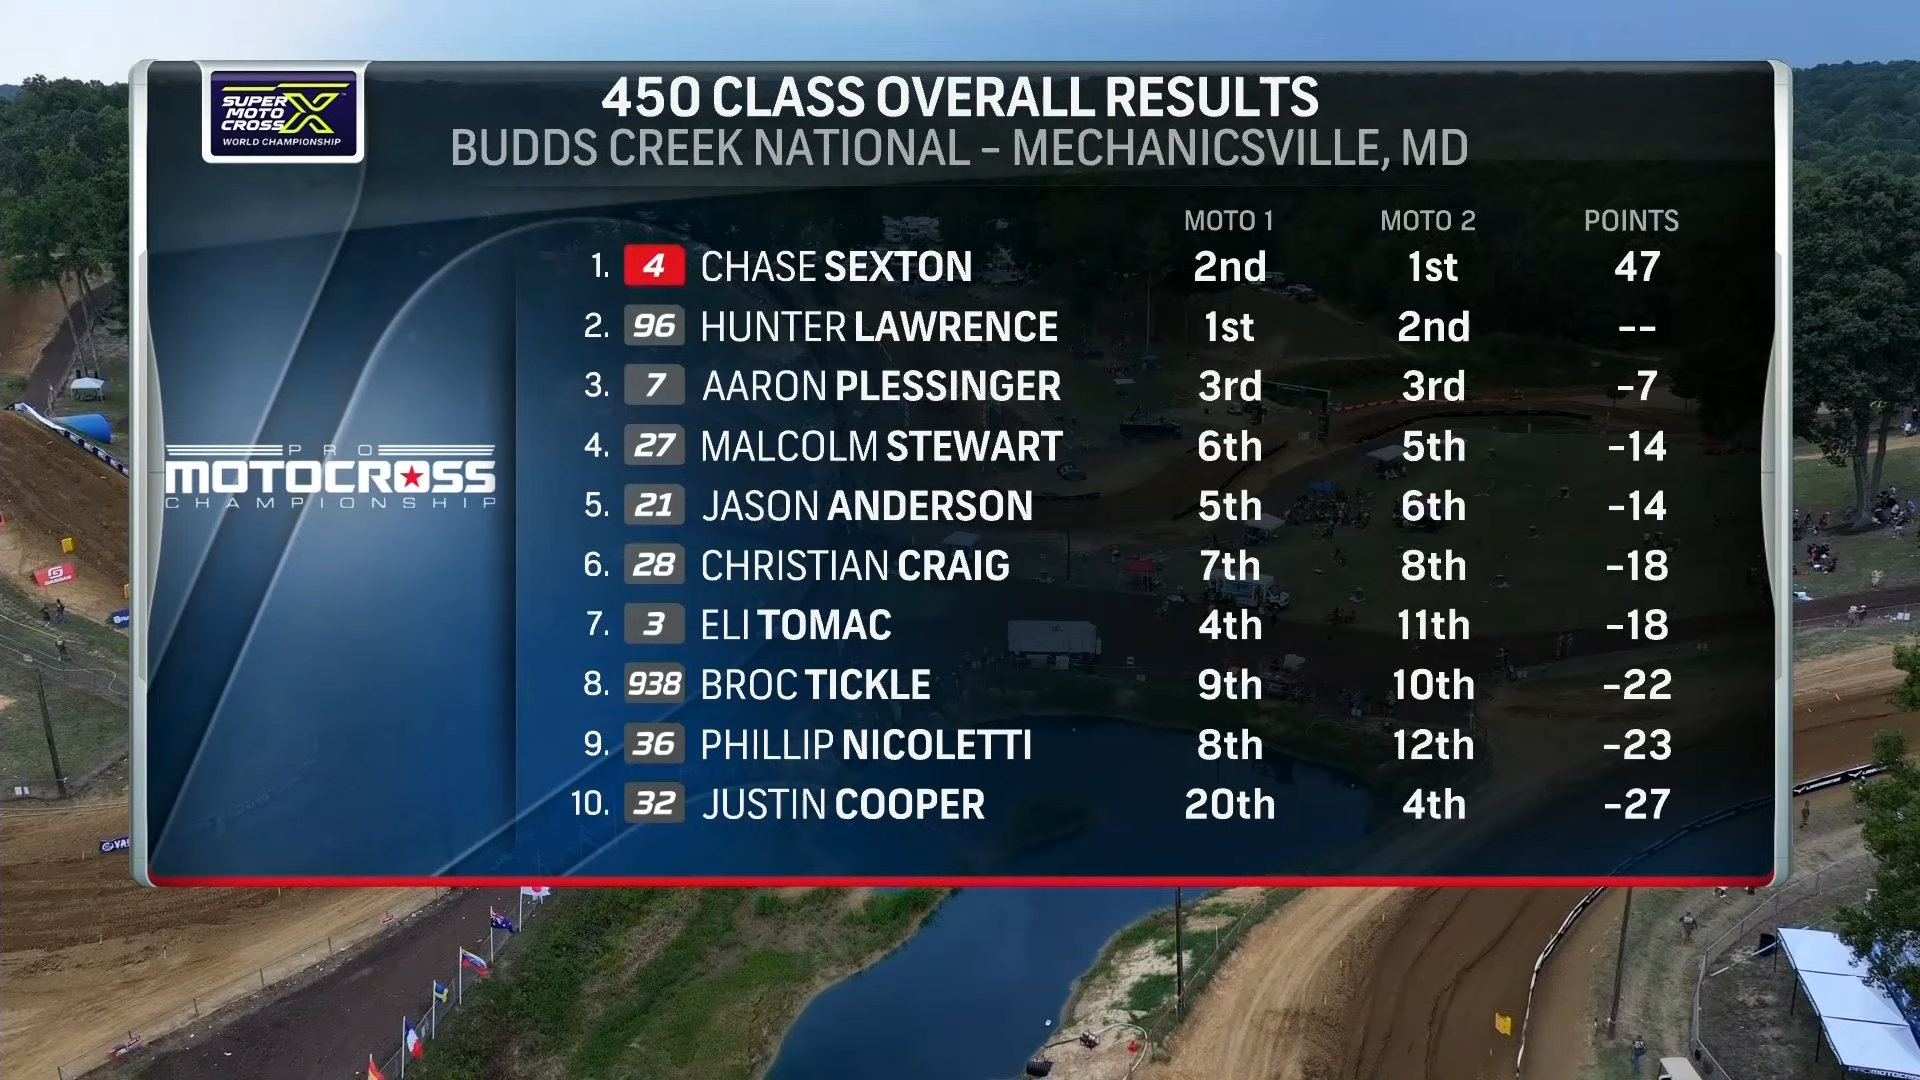 SUPER
MOTO
CROSS X
WORLD CHAMPIONSHIP
450 CLASS OVERALL RESULTS
BUDDS CREEK NATIONAL – MECHANICSVILLE, MD
MOTO 1 MOTO 2 POINTS
1. 4 CHASE SEXTON 2nd 1st 47
2. 96 HUNTER LAWRENCE 1st 2nd --
3. 7 AARON PLESSINGER 3rd 3rd -7
4. 27 MALCOLM STEWART 6th 5th -14
5. 21 JASON ANDERSON 5th 6th -14
6. 28 CHRISTIAN CRAIG 7th 8th -18
7. 3 ELI TOMAC 4th 11th -18
8. 938 BROC TICKLE 9th 10th -22
9. 36 PHILLIP NICOLETTI 8th 12th -23
10. 32 JUSTIN COOPER 20th 4th -27
PRO
MOTOCROSS
CHAMPIONSHIP
GASGAS
PROMOTOCROSS